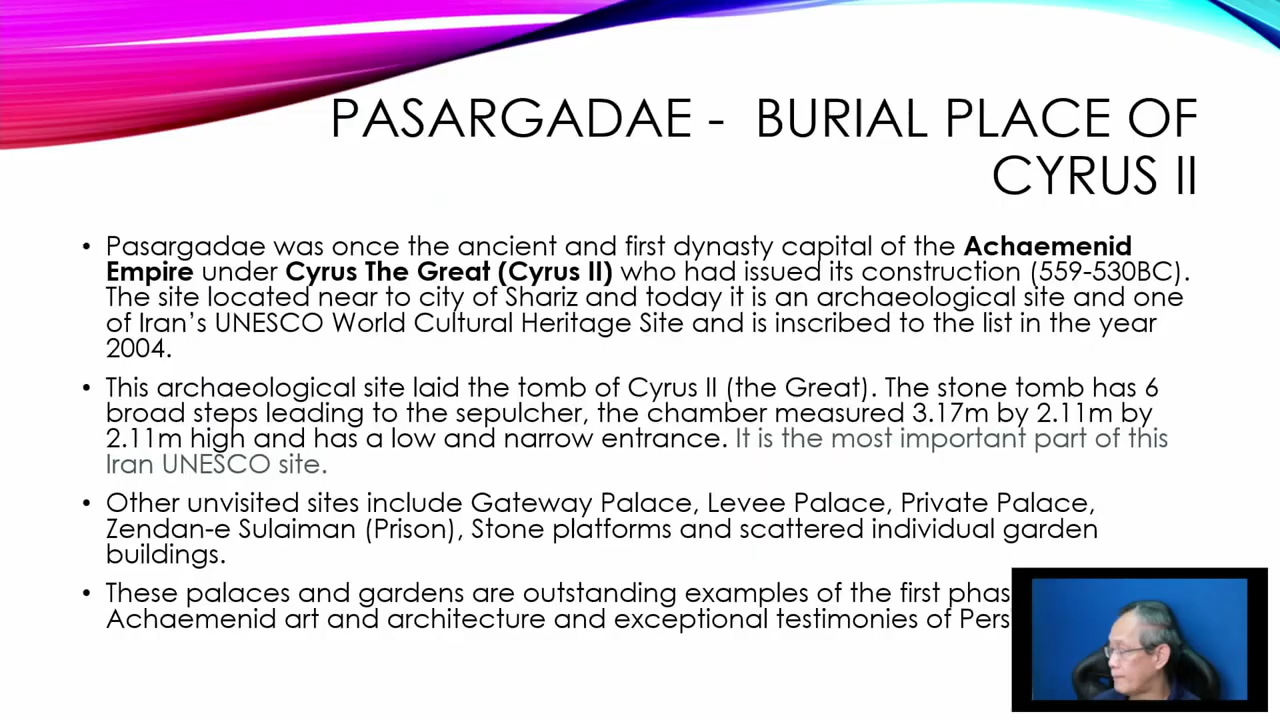 PASARGADAE - BURIAL PLACE OF
CYRUS II
• Pasargadae was once the ancient and first dynasty capital of the Achaemenid
Empire under Cyrus The Great (Cyrus II) who had issued its construction (559-530BC).
The site located near to city of Shariz and today it is an archaeological site and one
of Iran's UNESCO World Cultural Heritage Site and is inscribed to the list in the year
2004.
• This archaeological site laid the tomb of Cyrus II (the Great). The stone tomb has 6
broad steps leading to the sepulcher, the chamber measured 3.17m by 2.11m by
2.11m high and has a low and narrow entrance. It is the most important part of this
Iran UNESCO site.
• Other unvisited sites include Gateway Palace, Levee Palace, Private Palace,
Zendan-e Sulaiman (Prison), Stone platforms and scattered individual garden
buildings.
• These palaces and gardens are outstanding examples of the first phas
Achaemenid art and architecture and exceptional testimonies of Pers